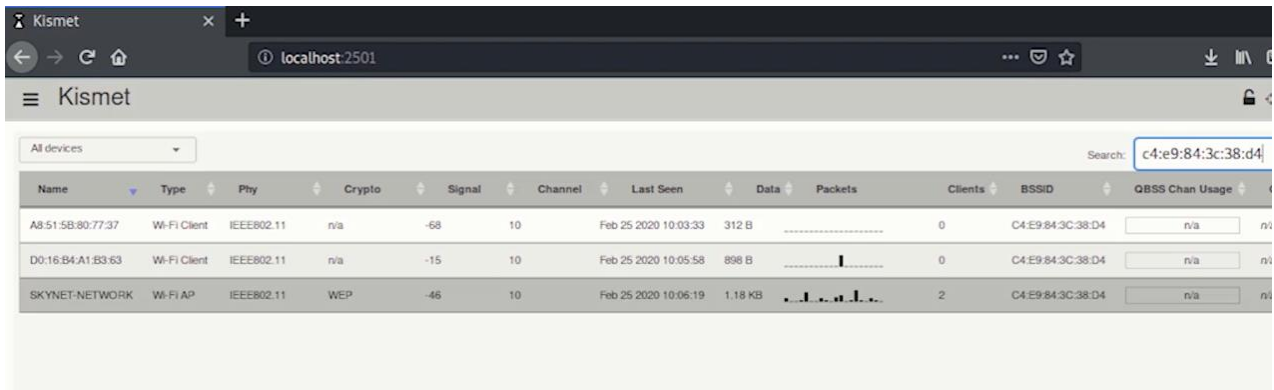 Kismet × +
localhost:2501
Kismet
All devices
Search: c4:e9:84:3c:38:d4
Name Type Phy Crypto Signal Channel Last Seen Data Packets Clients BSSID QBSS Chan Usage
A8:51:5B:80:77:37 Wi-Fi Client IEEE802.11 n/a -68 10 Feb 25 2020 10:03:33 312 B 0 C4:E9:84:3C:38:D4 n/a
D0:16:B4:A1:B3:63 Wi-Fi Client IEEE802.11 n/a -15 10 Feb 25 2020 10:05:58 898 B 0 C4:E9:84:3C:38:D4 n/a
SKYNET-NETWORK Wi-Fi AP IEEE802.11 WEP -46 10 Feb 25 2020 10:06:19 1.18 KB 2 C4:E9:84:3C:38:D4 n/a